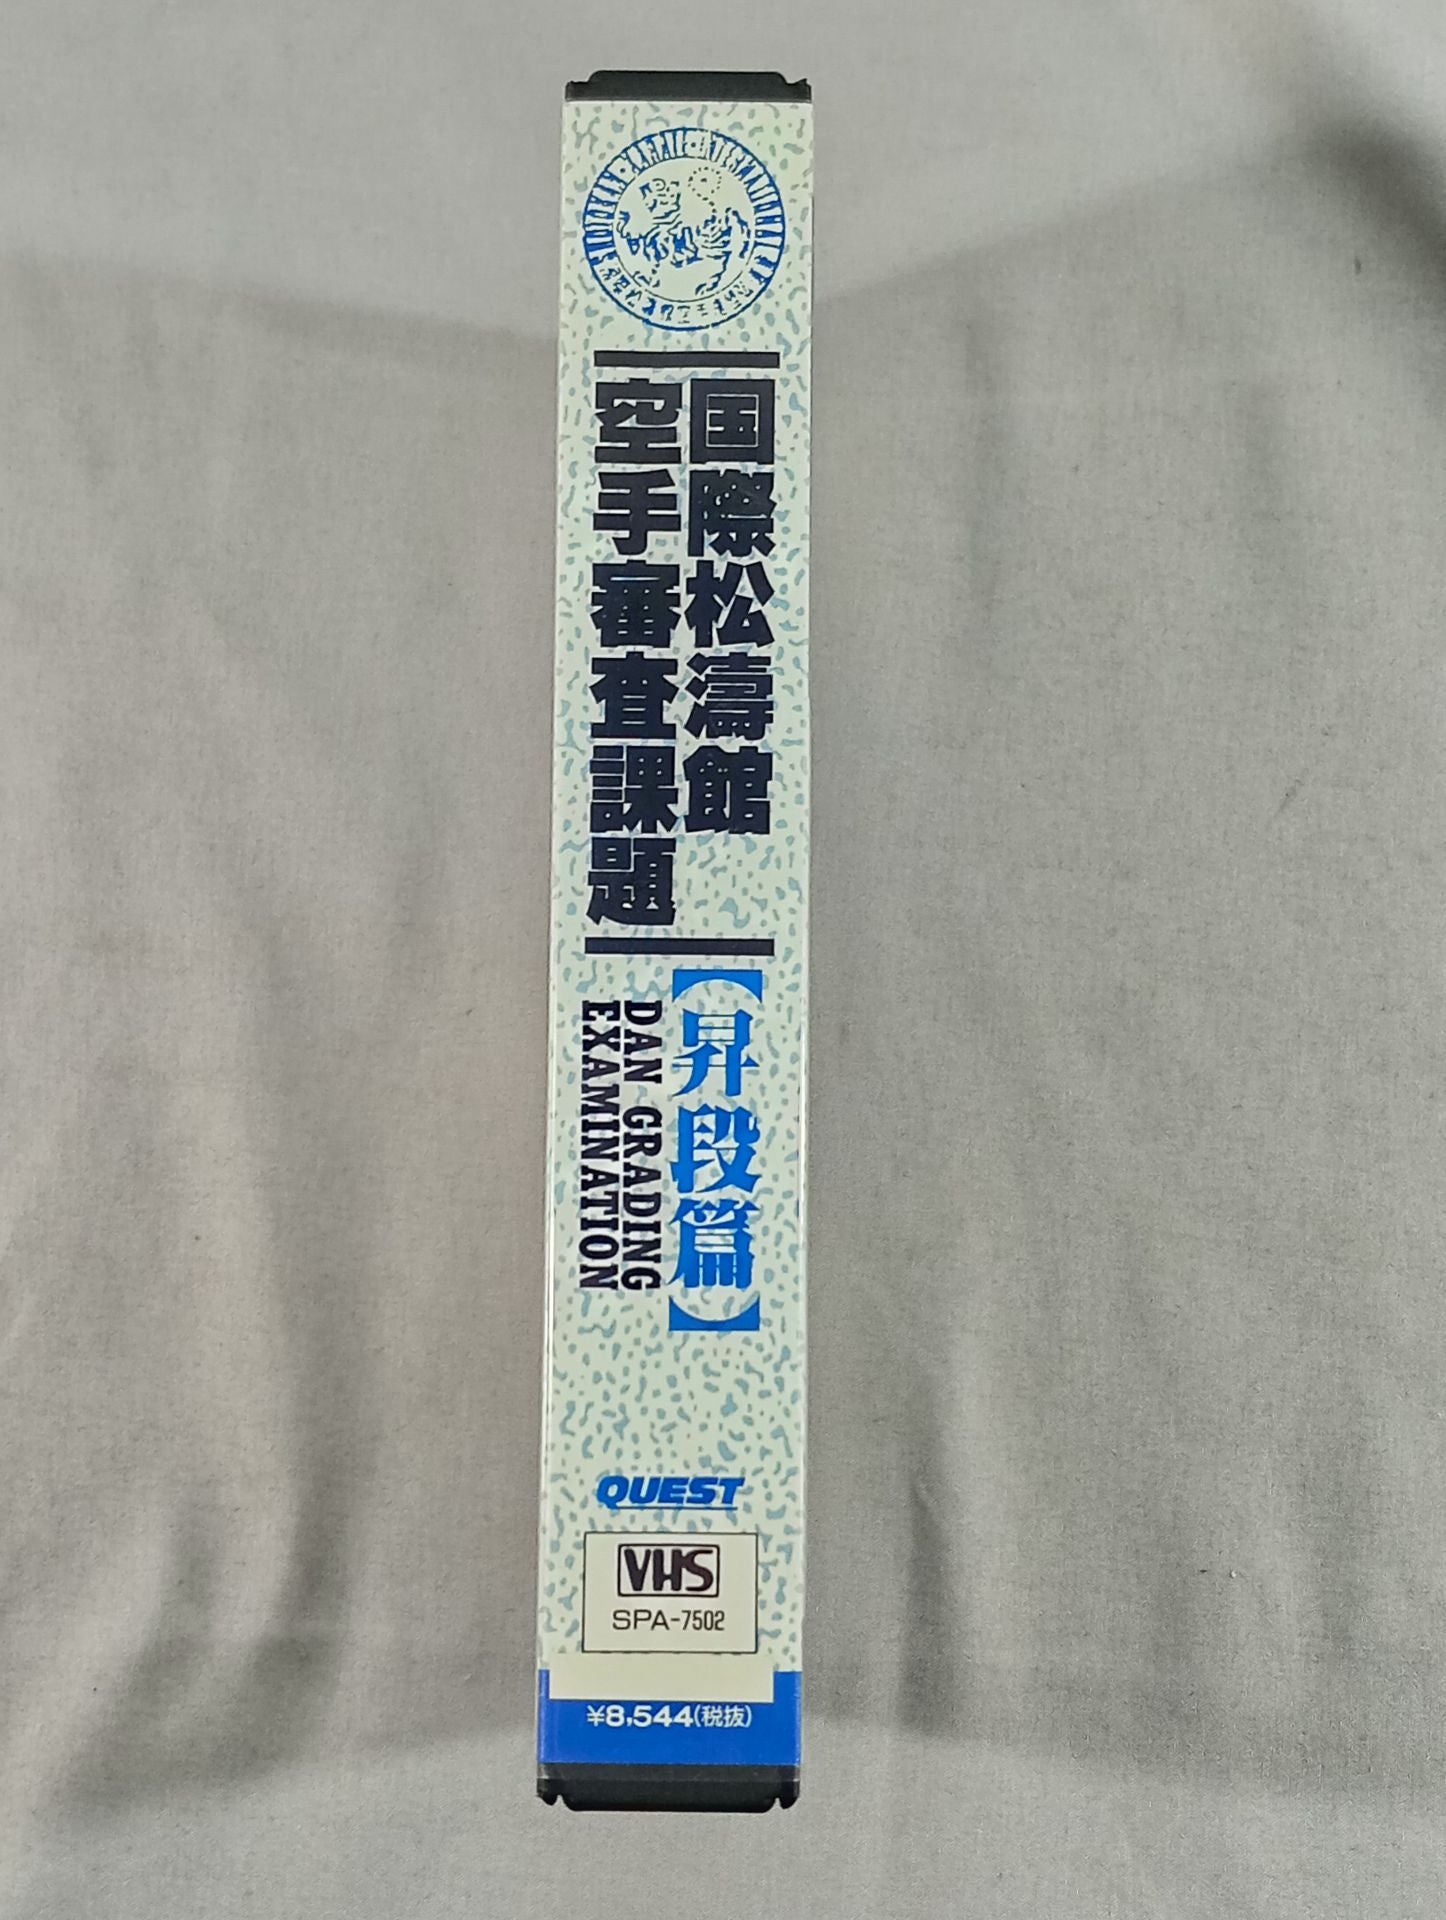 国際松濤館
空手審査課題
【昇段篇】
DAN GRADING
EXAMINATION
QUEST
VHS
SPA-7502
¥8,544(税抜)